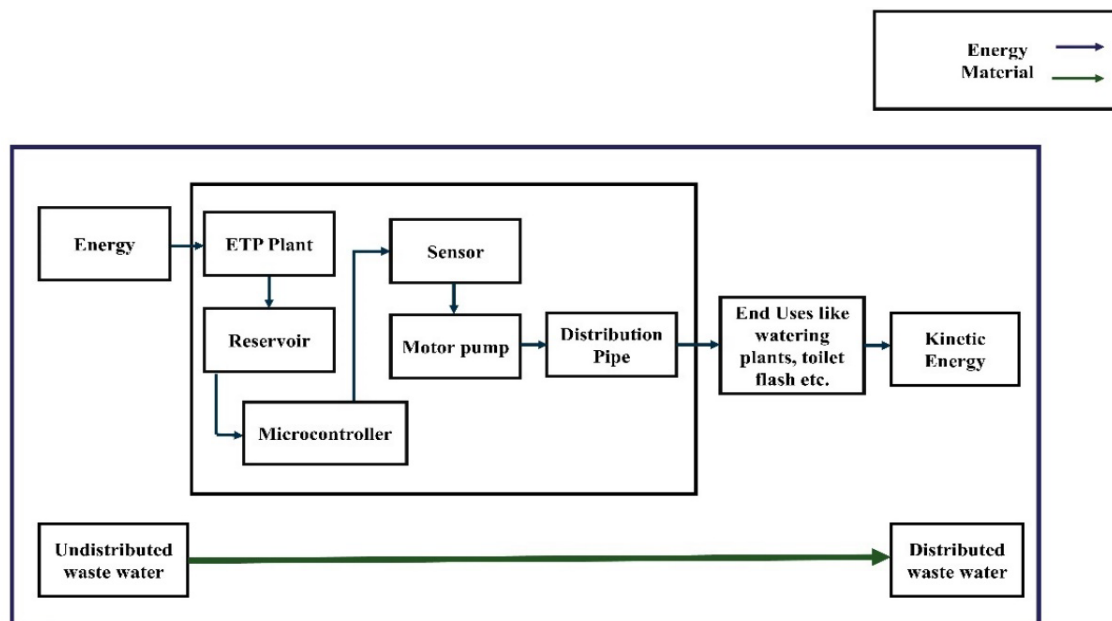 Energy
Material
Energy
ETP Plant
Sensor
Reservoir
Motor pump
Distribution
Pipe
End Uses like
watering
plants, toilet
flash etc.
Kinetic
Energy
Microcontroller
Undistributed
waste water
Distributed
waste water